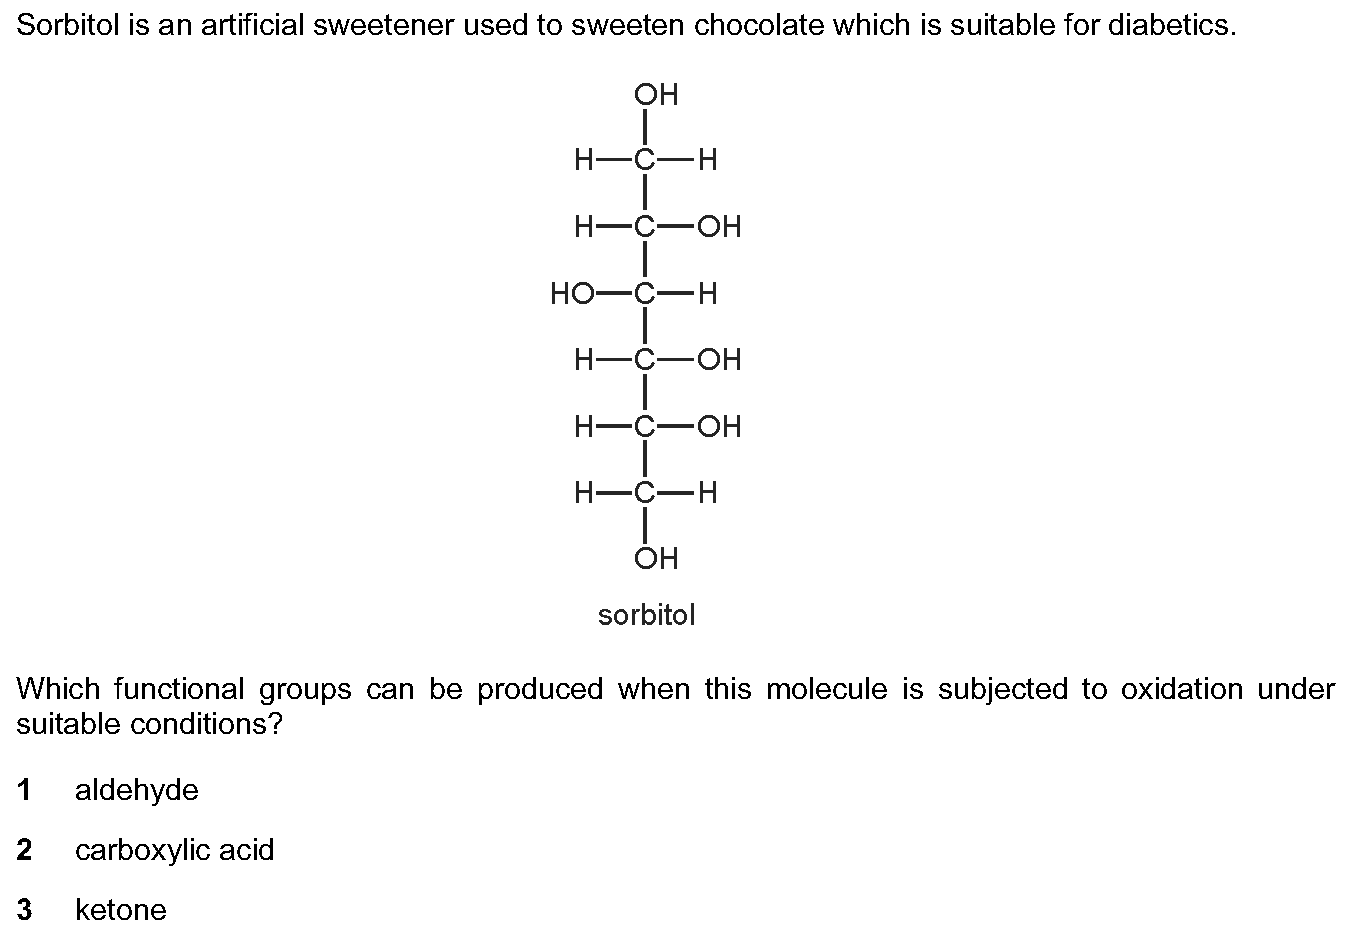 Sorbitol is an artificial sweetener used to sweeten chocolate which is suitable for diabetics.
OH
H—C—H
H—C—OH
HO—C—H
H—C—OH
H—C—OH
H—C—H
OH
sorbitol
Which functional groups can be produced when this molecule is subjected to oxidation under
suitable conditions?
1 aldehyde
2 carboxylic acid
3 ketone